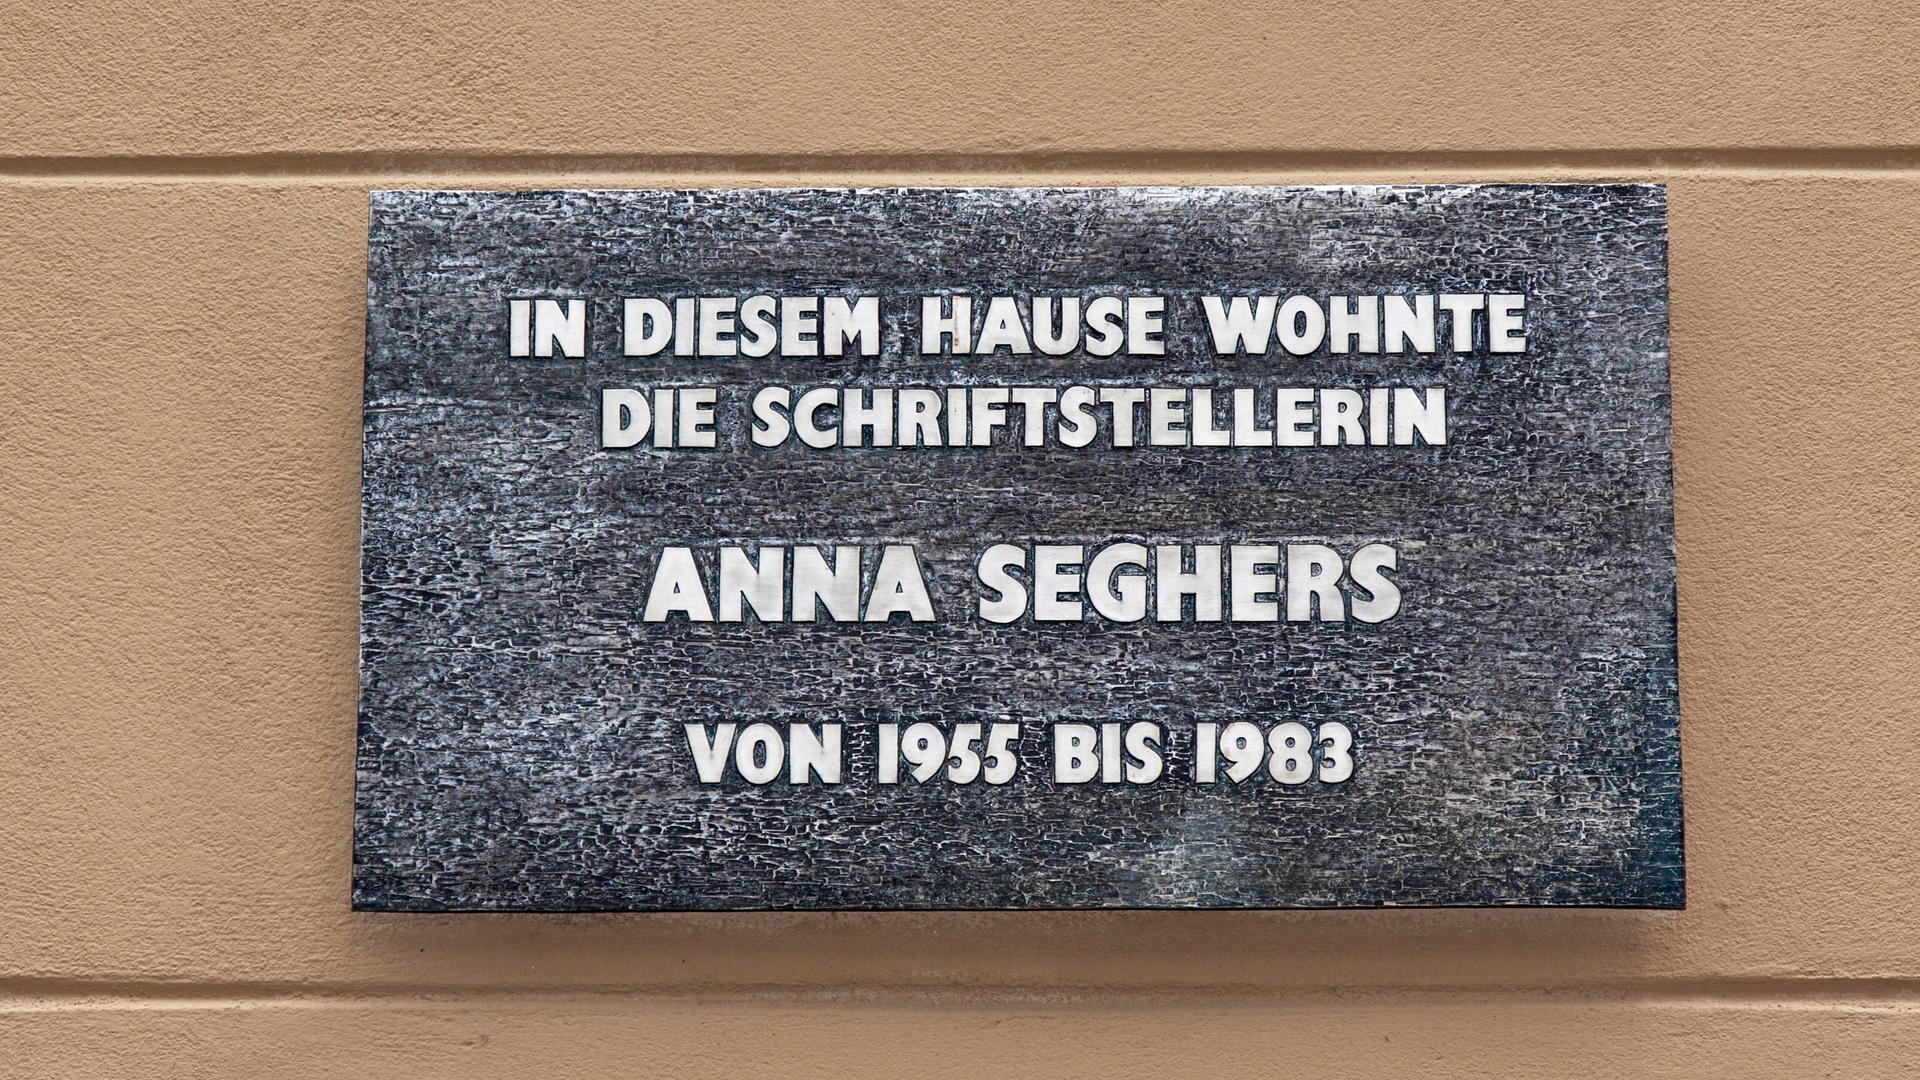 IN DIESEM HAUSE WOHNTE
DIE SCHRIFTSTELLERIN
ANNA SEGHERS
VON 1955 BIS 1983